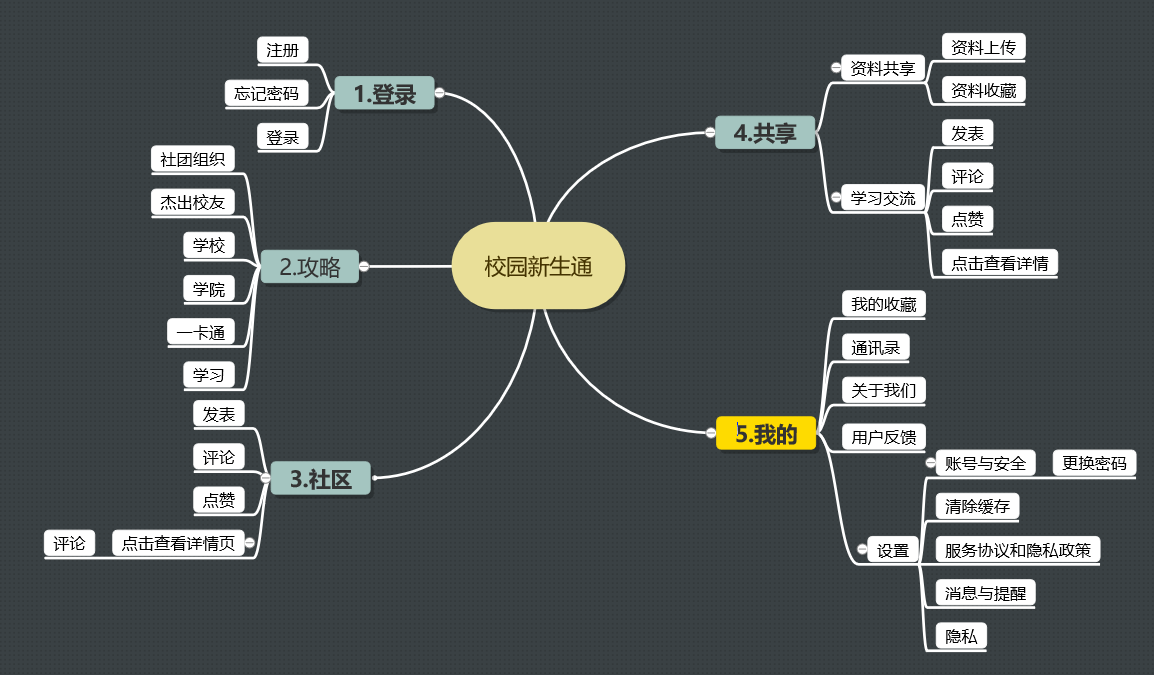 校园新生通
1.登录
注册
忘记密码
登录
2.攻略
社团组织
杰出校友
学校
学院
一卡通
学习
3.社区
发表
评论
点赞
点击查看详情页
评论
4.共享
资料共享
资料上传
资料收藏
学习交流
发表
评论
点赞
点击查看详情
5.我的
我的收藏
通讯录
关于我们
用户反馈
设置
账号与安全
更换密码
清除缓存
服务协议和隐私政策
消息与提醒
隐私